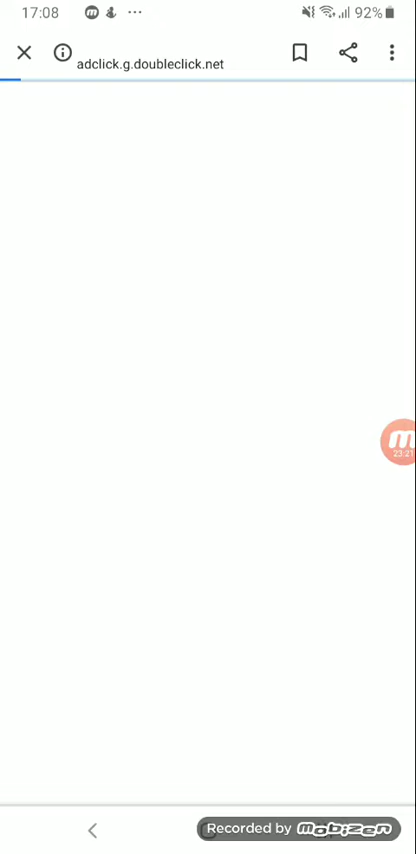 17:08 m 92%
adclick.g.doubleclick.net
m
23:21
Recorded by mobizen